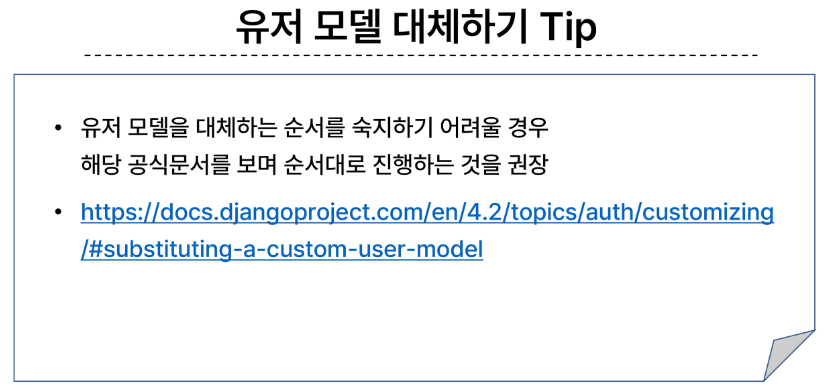 유저 모델 대체하기 Tip
• 유저 모델을 대체하는 순서를 숙지하기 어려울 경우
해당 공식문서를 보며 순서대로 진행하는 것을 권장
• https://docs.djangoproject.com/en/4.2/topics/auth/customizing
/#substituting-a-custom-user-model